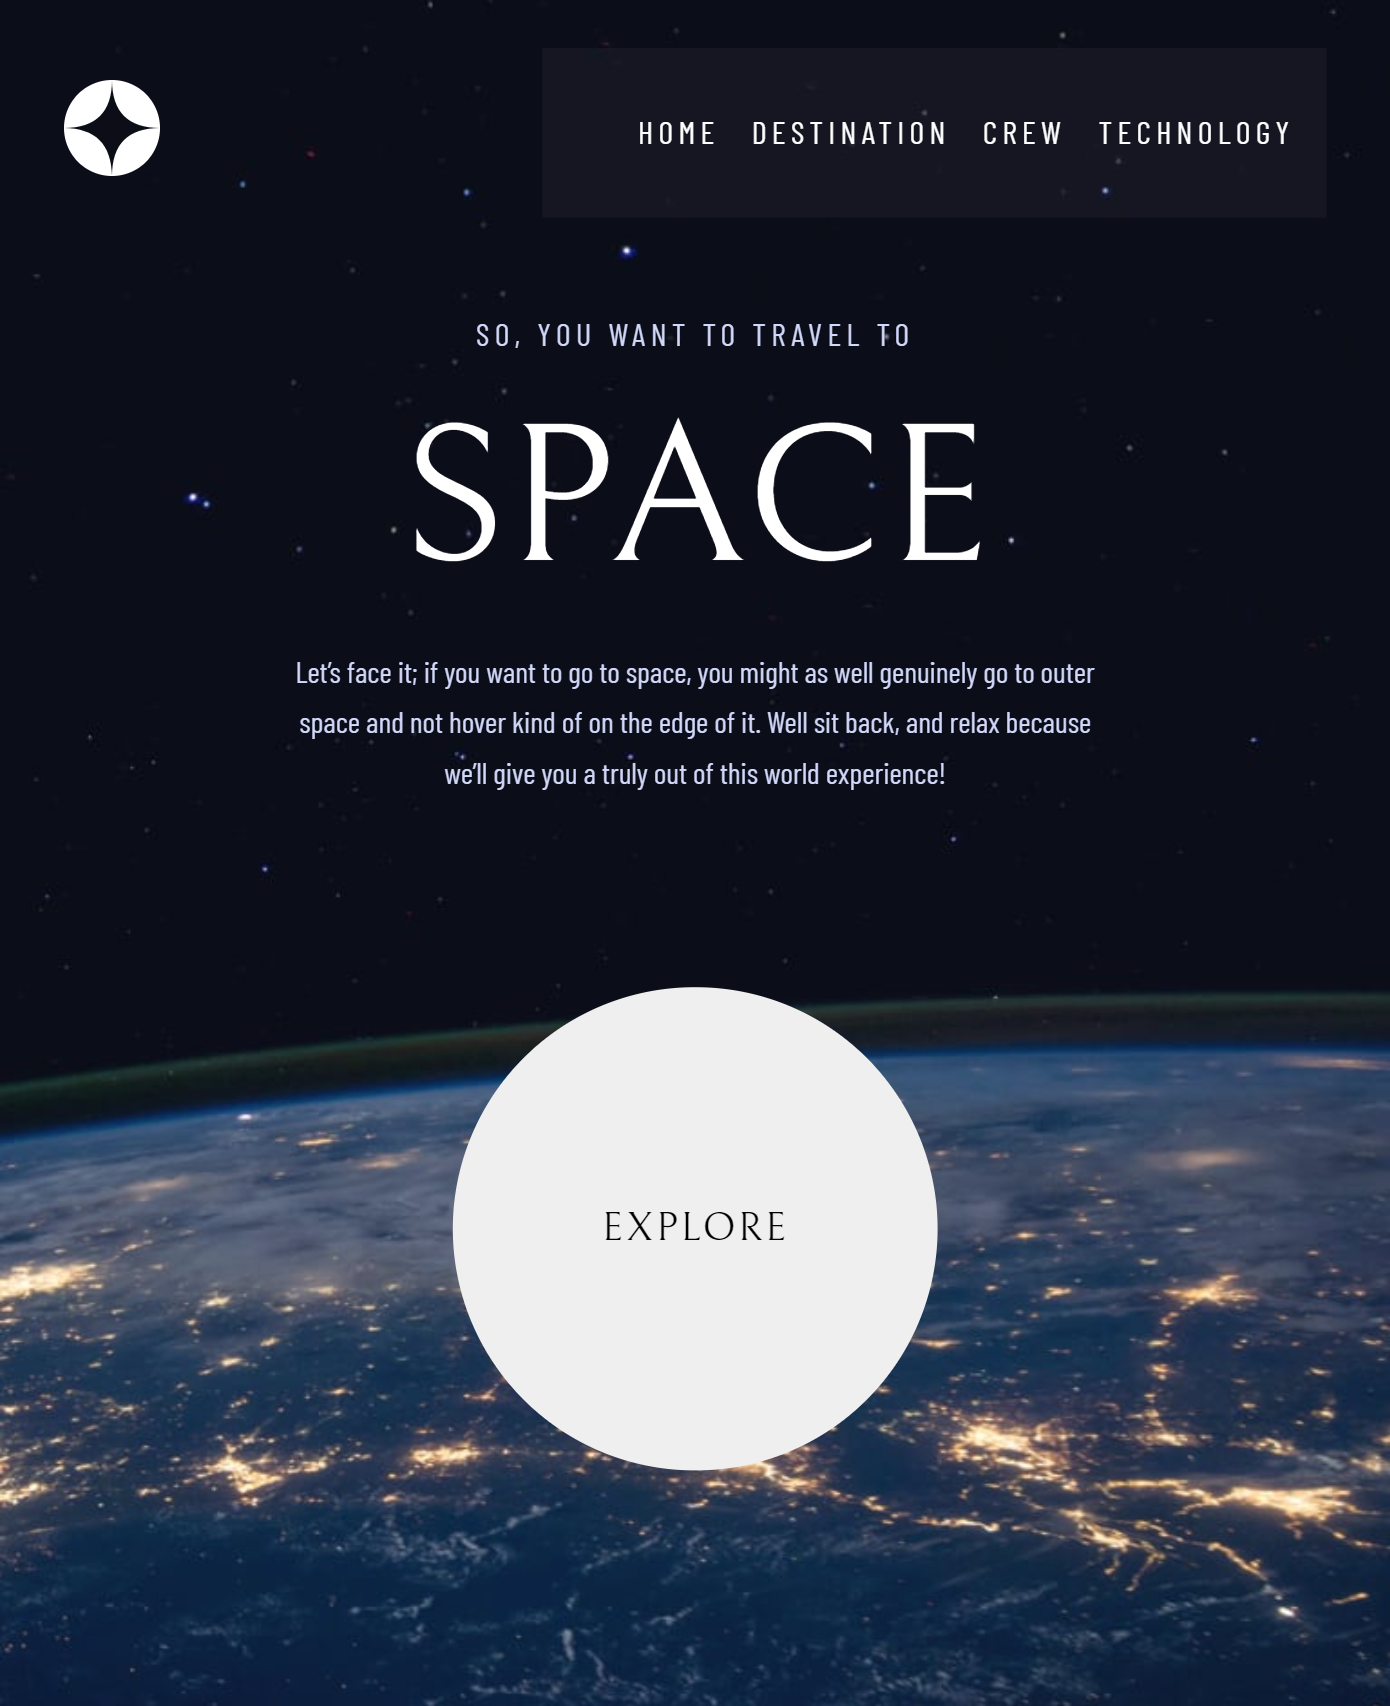 HOME DESTINATION CREW TECHNOLOGY
SO, YOU WANT TO TRAVEL TO
SPACE
Let’s face it; if you want to go to space, you might as well genuinely go to outer
space and not hover kind of on the edge of it. Well sit back, and relax because
we’ll give you a truly out of this world experience!
EXPLORE